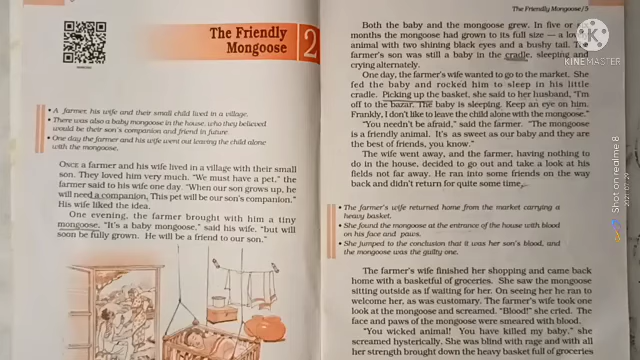 The Friendly
Mongoose
2
• A farmer, his wife and their small child lived in a village.
• There was also a baby mongoose in the house, who they believed
would be their son's companion and friend in future.
• One day the farmer and his wife went out leaving the child alone
with the mongoose.
ONCE a farmer and his wife lived in a village with their small
son. They loved him very much. "We must have a pet," the
farmer said to his wife one day. "When our son grows up, he
will need a companion. This pet will be our son's companion."
His wife liked the idea.
One evening, the farmer brought with him a tiny
mongoose. "It's a baby mongoose," said his wife, "but will
soon be fully grown. He will be a friend to our son."
The Friendly Mongoose/5
Both the baby and the mongoose grew. In five or six
months the mongoose had grown to its full size — a
animal with two shining black eyes and a bushy tail. The
farmer's son was still a baby in the cradle, sleeping and
crying alternately.
One day, the farmer's wife wanted to go to the market. She
fed the baby and rocked him to sleep in his little
cradle. Picking up the basket, she said to her husband, "I'm
off to the bazar. The baby is sleeping. Keep an eye on him.
Frankly, I don't like to leave the child alone with the mongoose."
"You needn't be afraid," said the farmer. "The mongoose
is a friendly animal. It's as sweet as our baby and they are
the best of friends, you know."
The wife went away, and the farmer, having nothing to
do in the house, decided to go out and take a look at his
fields not far away. He ran into some friends on the way
back and didn't return for quite some time.
• The farmer's wife returned home from the market carrying a
heavy basket.
• She found the mongoose at the entrance of the house with blood
on his face and paws.
• She jumped to the conclusion that it was her son's blood, and
the mongoose was the guilty one.
The farmer's wife finished her shopping and came back
home with a basketful of groceries. She saw the mongoose
sitting outside as if waiting for her. On seeing her he ran to
welcome her, as was customary. The farmer's wife took one
look at the mongoose and screamed. "Blood!" she cried. The
face and paws of the mongoose were smeared with blood.
"You wicked animal! You have killed my baby," she
screamed hysterically. She was blind with rage and with all
her strength brought down the heavy basket full of groceries
KINEMASTER
Shot on realme 8